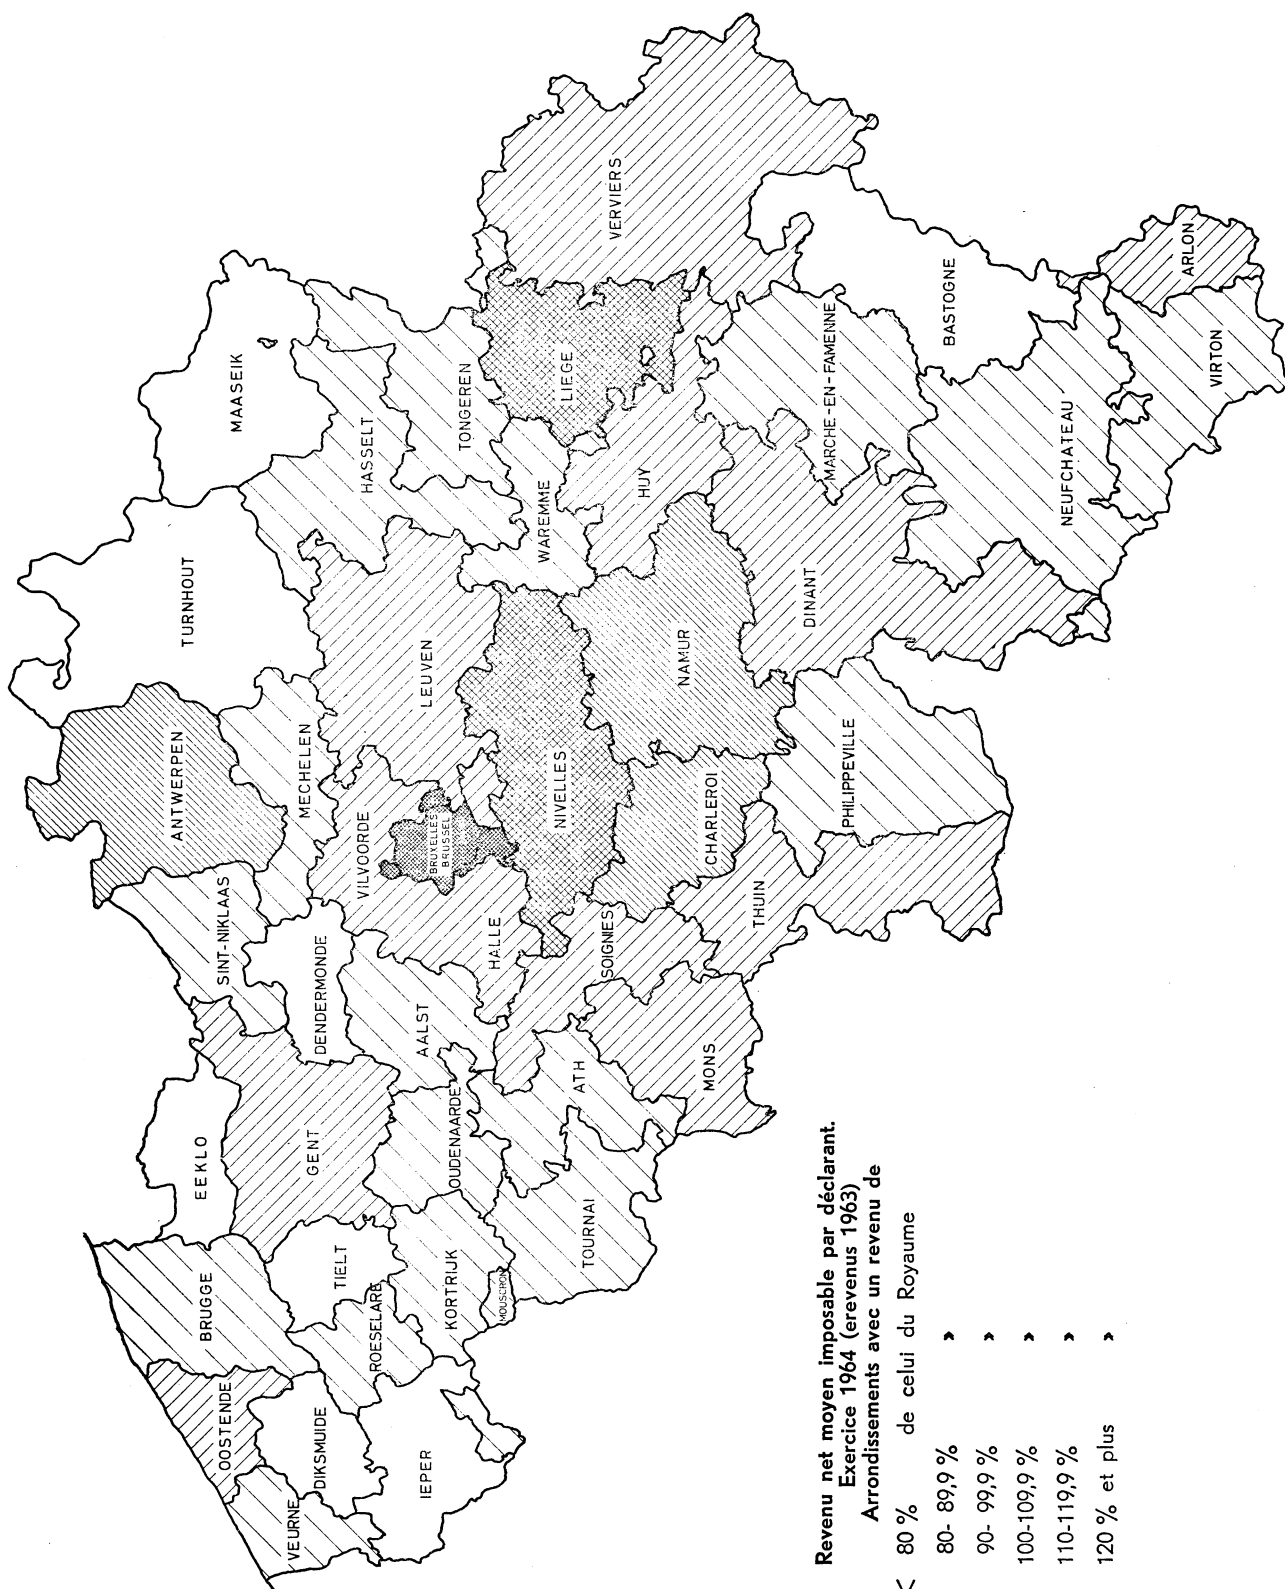 MAASEIK
TURNHOUT
ANTWERPEN
HASSELT
TONGEREN
MECHELEN
LEUVEN
VILVOORDE
BRUXELLES
BRUSSEL
HALLE
NIVELLES
WAREMME
LIEGE
VERVIERS
HUY
NAMUR
DINANT
MARCHE-EN-FAMENNE
BASTOGNE
ARLON
VIRTON
NEUFCHATEAU
PHILIPPEVILLE
CHARLEROI
THUIN
SOIGNIES
MONS
ATH
TOURNAI
MOUSCRON
KORTRIJK
OUDENAARDE
AALST
DENDERMONDE
SINT-NIKLAAS
GENT
EEKLO
BRUGGE
TIELT
ROESELARE
OOSTENDE
DIKSMUIDE
VEURNE
IEPER
Revenu net moyen imposable par déclarant.
Exercice 1964 (erevenus 1963)
Arrondissements avec un revenu de
< 80 % de celui du Royaume
80- 89,9 % »
90- 99,9 % »
100-109,9 % »
110-119,9 % »
120 % et plus »